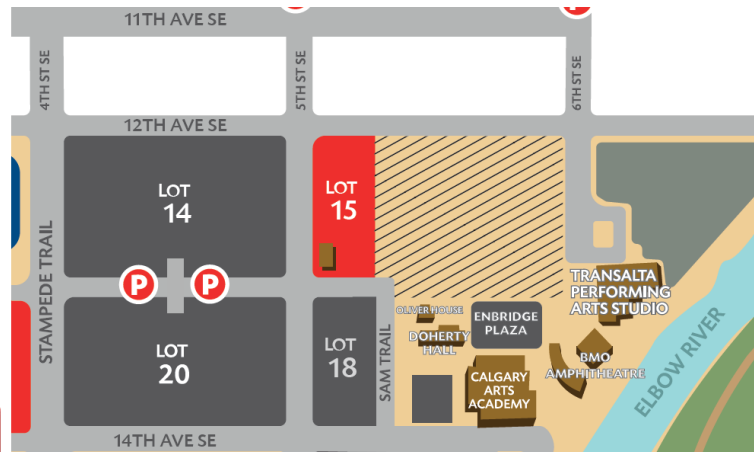 P
P
11TH AVE SE
4TH ST SE
5TH ST SE
6TH ST SE
12TH AVE SE
LOT
14
LOT
15
STAMPEDE TRAIL
P
P
TRANSALTA
PERFORMING
ARTS STUDIO
OLIVER HOUSE
ENBRIDGE
PLAZA
DOHERTY
HALL
LOT
18
SAM TRAIL
LOT
20
BMO
AMPHITHEATRE
CALGARY
ARTS
ACADEMY
ELBOW RIVER
14TH AVE SE